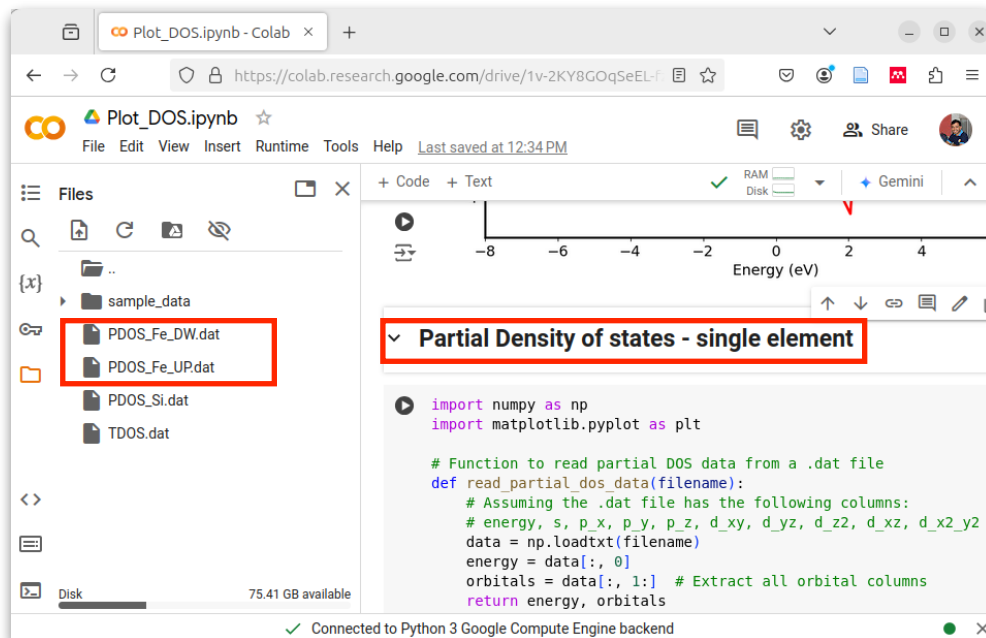 Plot_DOS.ipynb - Colab
https://colab.research.google.com/drive/1v-2KY8GOqSeEL-
Plot_DOS.ipynb
File Edit View Insert Runtime Tools Help Last saved at 12:34 PM
Share
Files
+ Code + Text
RAM
Disk
Gemini
..
sample_data
PDOS_Fe_DW.dat
PDOS_Fe_UP.dat
PDOS_Si.dat
TDOS.dat
{x}
Disk
75.41 GB available
−8 −6 −4 −2 0 2 4
Energy (eV)
Partial Density of states - single element
import numpy as np
import matplotlib.pyplot as plt
# Function to read partial DOS data from a .dat file
def read_partial_dos_data(filename):
# Assuming the .dat file has the following columns:
# energy, s, p_x, p_y, p_z, d_xy, d_yz, d_z2, d_xz, d_x2_y2
data = np.loadtxt(filename)
energy = data[:, 0]
orbitals = data[:, 1:]  # Extract all orbital columns
return energy, orbitals
Connected to Python 3 Google Compute Engine backend